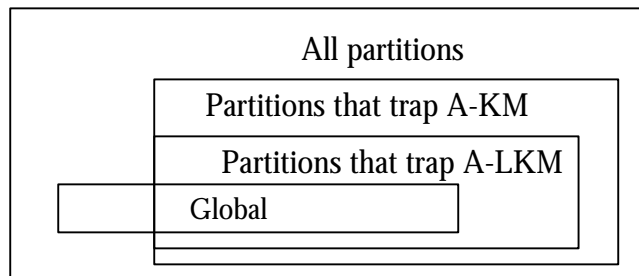 All partitions
Partitions that trap A-KM
Partitions that trap A-LKM
Global